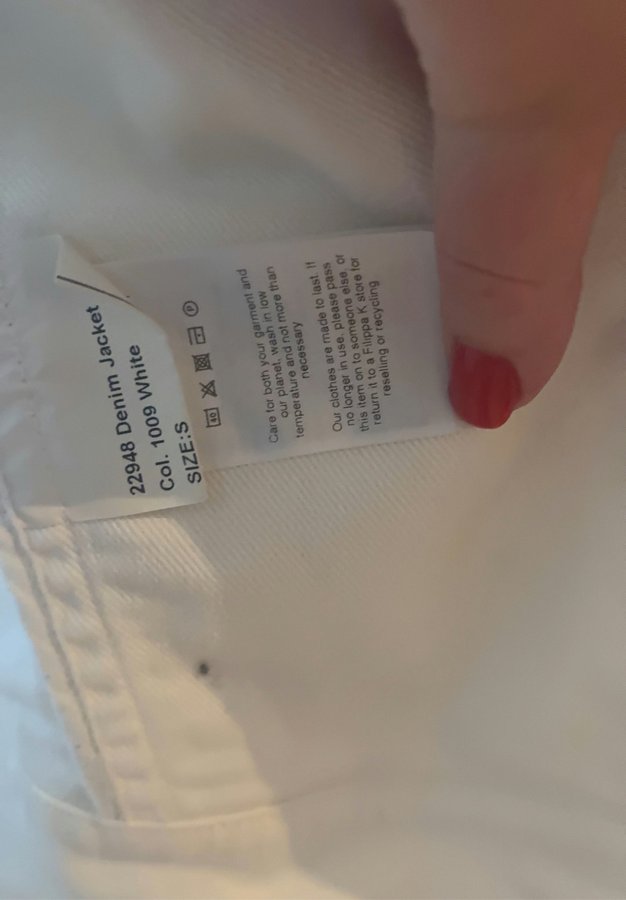 22948 Denim Jacket
Col. 1009 White
SIZE:S
40
P
Care for both your garment and
our planet, wash in low
temperature and not more than
necessary
Our clothes are made to last. If
no longer in use, please pass
this item on to someone else, or
return it to a Filippa K store for
reselling or recycling